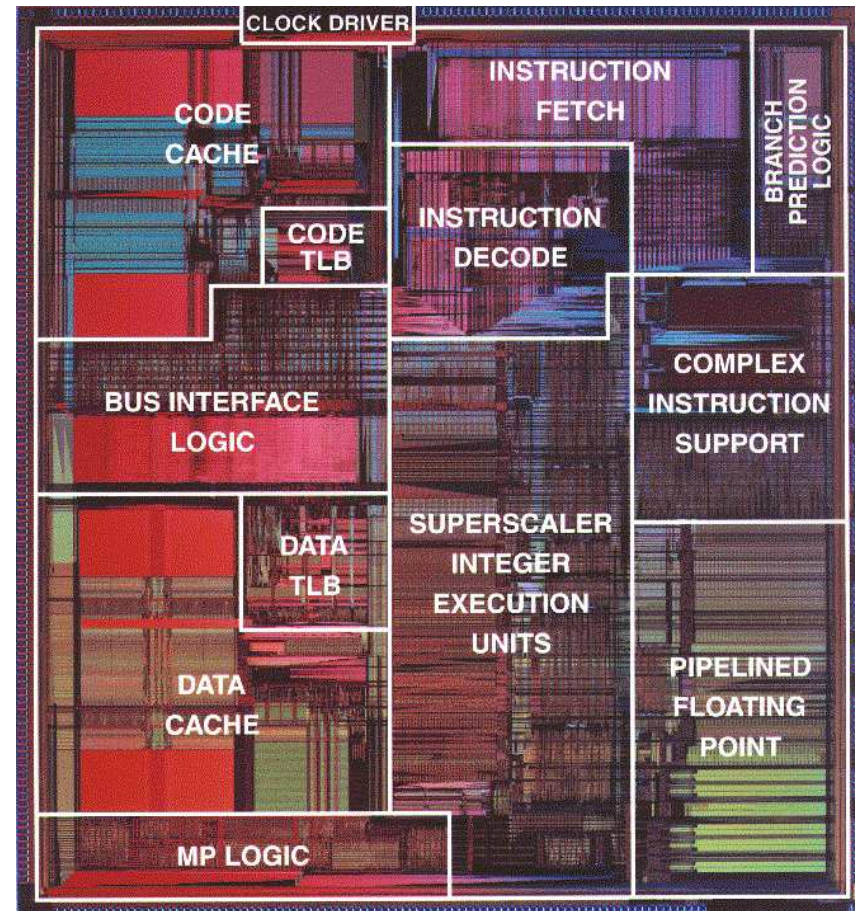 CLOCK DRIVER
CODE
CACHE
INSTRUCTION
FETCH
BRANCH
PREDICTION
LOGIC
CODE
TLB
INSTRUCTION
DECODE
BUS INTERFACE
LOGIC
COMPLEX
INSTRUCTION
SUPPORT
DATA
TLB
SUPERSCALER
INTEGER
EXECUTION
UNITS
DATA
CACHE
PIPELINED
FLOATING
POINT
MP LOGIC